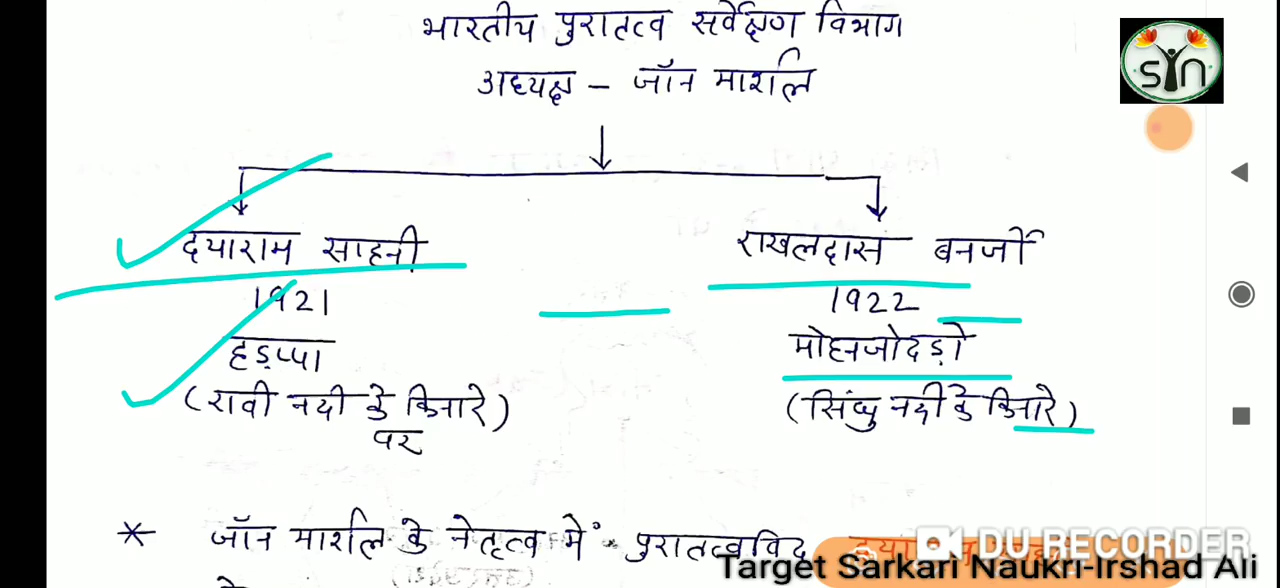 भारतीय पुरातत्व सर्वेक्षण विभाग
अध्यक्ष – जॉन मार्शल
SYN
दयाराम साहनी
1921
हड़प्पा
(रावी नदी के किनारे)
पर
राखलदास बनर्जी
1922
मोहनजोदड़ो
(सिंधु नदी के किनारे)
* जॉन मार्शल के नेतृत्व में पुरातत्वविद
DU RECORDER
Target Sarkari Naukri-Irshad Ali